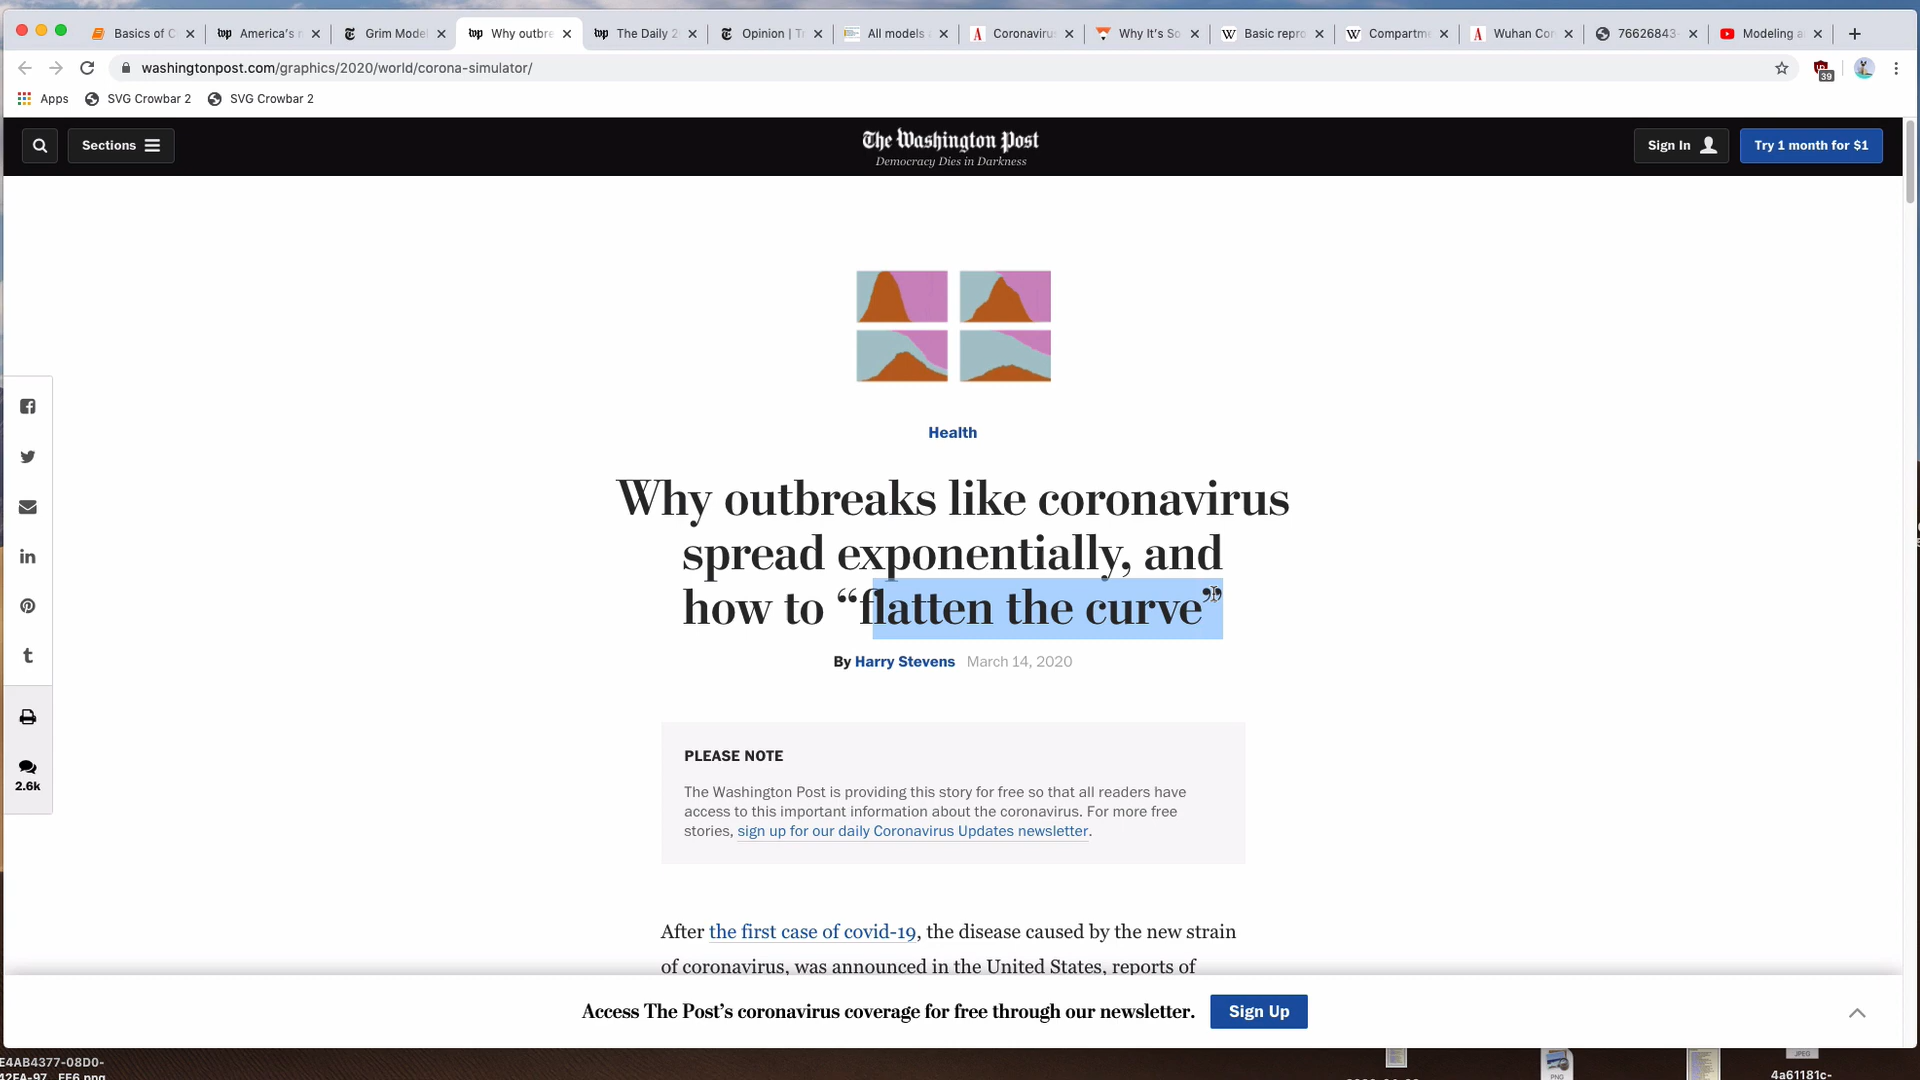 Basics of C
America's n
Grim Mode
Why outbre
The Daily 2
Opinion | T
All models
Coronavirus
Why It's So
Basic repro
Compartme
Wuhan Cor
76626843
Modeling a
washingtonpost.com/graphics/2020/world/corona-simulator/
39
Apps
SVG Crowbar 2
SVG Crowbar 2
Sections
The Washington Post
Democracy Dies in Darkness
Sign In
Try 1 month for $1
Health
Why outbreaks like coronavirus
spread exponentially, and
how to “flatten the curve”
By Harry Stevens March 14, 2020
2.6k
PLEASE NOTE
The Washington Post is providing this story for free so that all readers have
access to this important information about the coronavirus. For more free
stories, sign up for our daily Coronavirus Updates newsletter.
After the first case of covid-19, the disease caused by the new strain
of coronavirus, was announced in the United States, reports of
Access The Post’s coronavirus coverage for free through our newsletter.
Sign Up
E4AB4377-08D0-
PNG
JPEG
4a61181c-